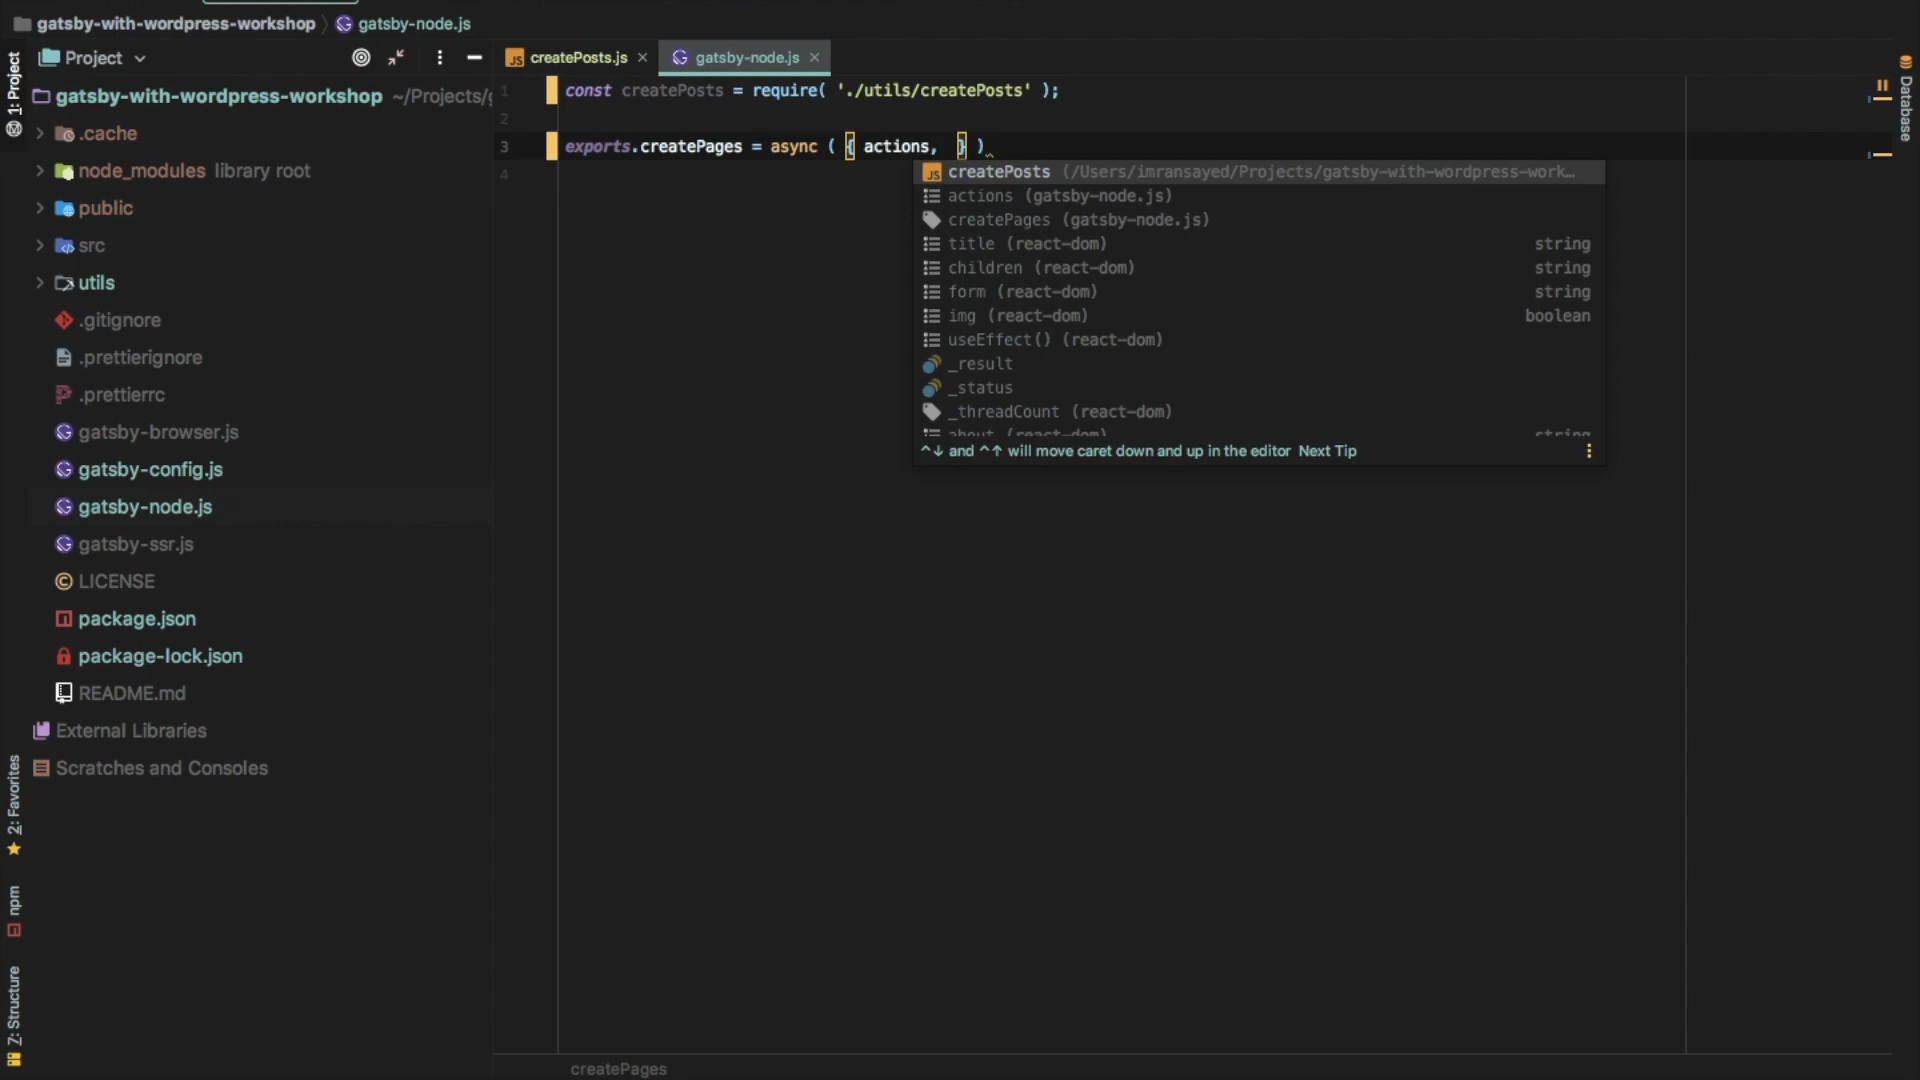 gatsby-with-wordpress-workshop
gatsby-node.js
1: Project
Project
createPosts.js
gatsby-node.js
Database
gatsby-with-wordpress-workshop ~/Projects/
.cache
node_modules library root
public
src
utils
.gitignore
.prettierignore
.prettierrc
gatsby-browser.js
gatsby-config.js
gatsby-node.js
gatsby-ssr.js
LICENSE
package.json
package-lock.json
README.md
External Libraries
Scratches and Consoles
2: Favorites
npm
Z: Structure
1 const createPosts = require( './utils/createPosts' );
2
3 exports.createPages = async ( { actions,  } )
4
createPosts (/Users/imransayed/Projects/gatsby-with-wordpress-work…
actions (gatsby-node.js)
createPages (gatsby-node.js)
title (react-dom) string
children (react-dom) string
form (react-dom) string
img (react-dom) boolean
useEffect() (react-dom)
_result
_status
_threadCount (react-dom)
about (react-dom) string
^↓ and ^↑ will move caret down and up in the editor Next Tip
createPages